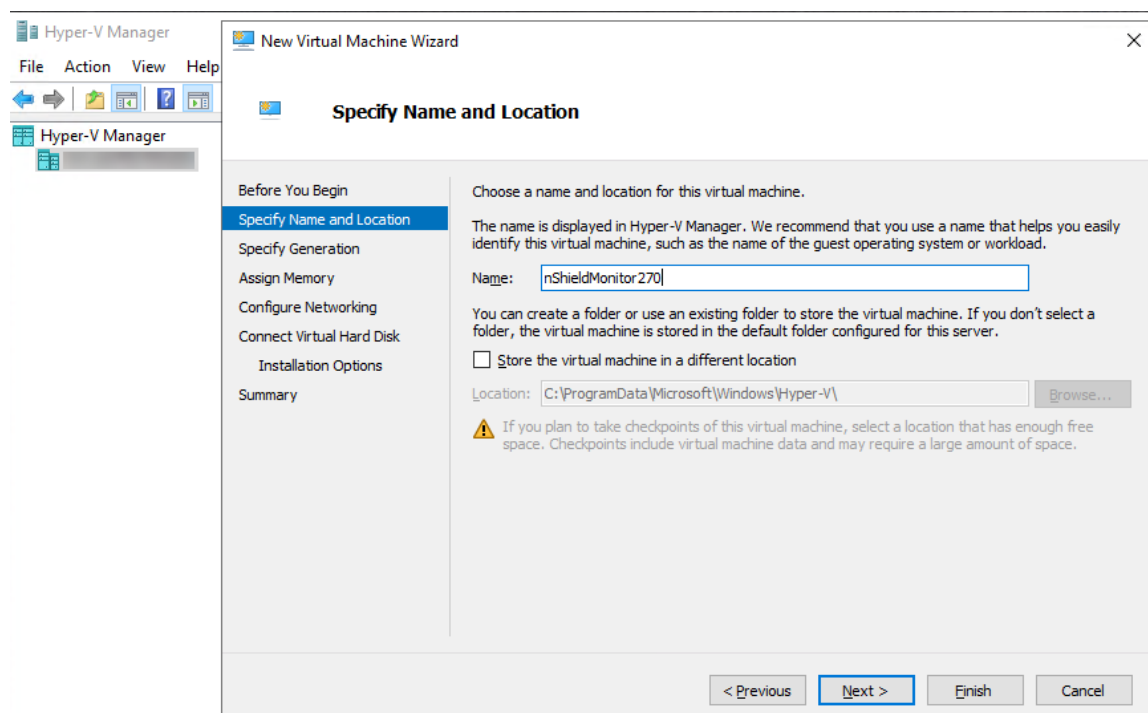 Hyper-V Manager
File Action View Help
Hyper-V Manager
New Virtual Machine Wizard
Specify Name and Location
Before You Begin
Specify Name and Location
Specify Generation
Assign Memory
Configure Networking
Connect Virtual Hard Disk
Installation Options
Summary
Choose a name and location for this virtual machine.
The name is displayed in Hyper-V Manager. We recommend that you use a name that helps you easily
identify this virtual machine, such as the name of the guest operating system or workload.
Name: nShieldMonitor270
You can create a folder or use an existing folder to store the virtual machine. If you don't select a
folder, the virtual machine is stored in the default folder configured for this server.
Store the virtual machine in a different location
Location: C:\ProgramData\Microsoft\Windows\Hyper-V\ Browse...
If you plan to take checkpoints of this virtual machine, select a location that has enough free
space. Checkpoints include virtual machine data and may require a large amount of space.
< Previous Next > Finish Cancel